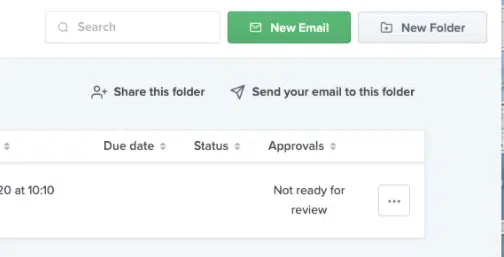 Search
New Email
New Folder
Share this folder
Send your email to this folder
Due date
Status
Approvals
20 at 10:10
Not ready for
review